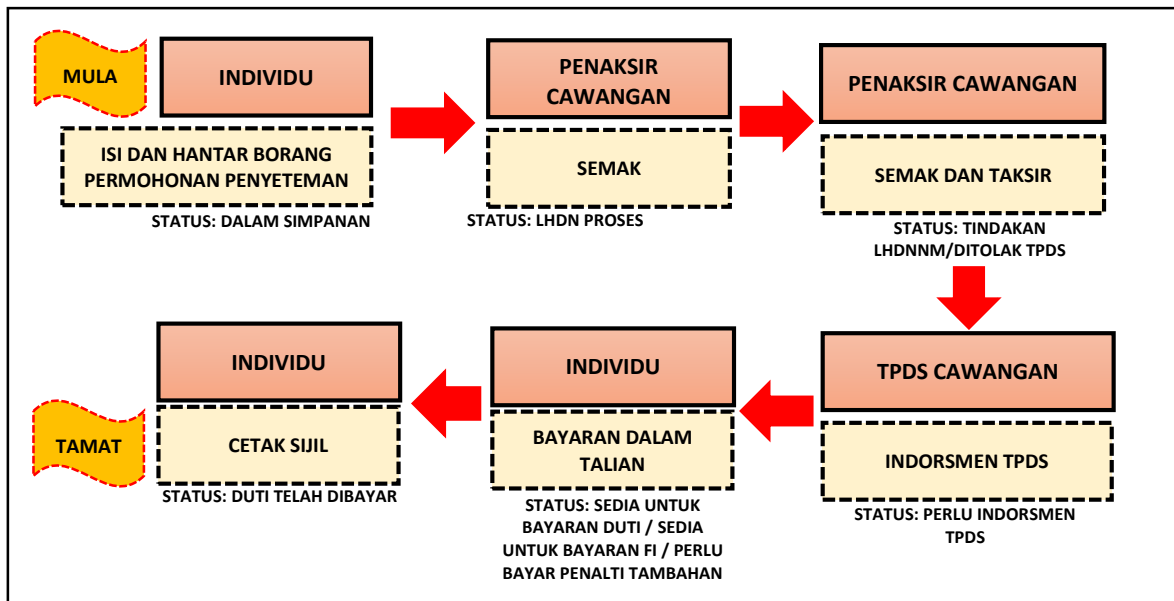 MULA
INDIVIDU
ISI DAN HANTAR BORANG
PERMOHONAN PENYETEMAN
STATUS: DALAM SIMPANAN
PENAKSIR
CAWANGAN
SEMAK
STATUS: LHDN PROSES
PENAKSIR CAWANGAN
SEMAK DAN TAKSIR
STATUS: TINDAKAN
LHDNNM/DITOLAK TPDS
TPDS CAWANGAN
INDORSMEN TPDS
STATUS: PERLU INDORSMEN
TPDS
INDIVIDU
BAYARAN DALAM
TALIAN
STATUS: SEDIA UNTUK
BAYARAN DUTI / SEDIA
UNTUK BAYARAN FI / PERLU
BAYAR PENALTI TAMBAHAN
INDIVIDU
CETAK SIJIL
STATUS: DUTI TELAH DIBAYAR
TAMAT